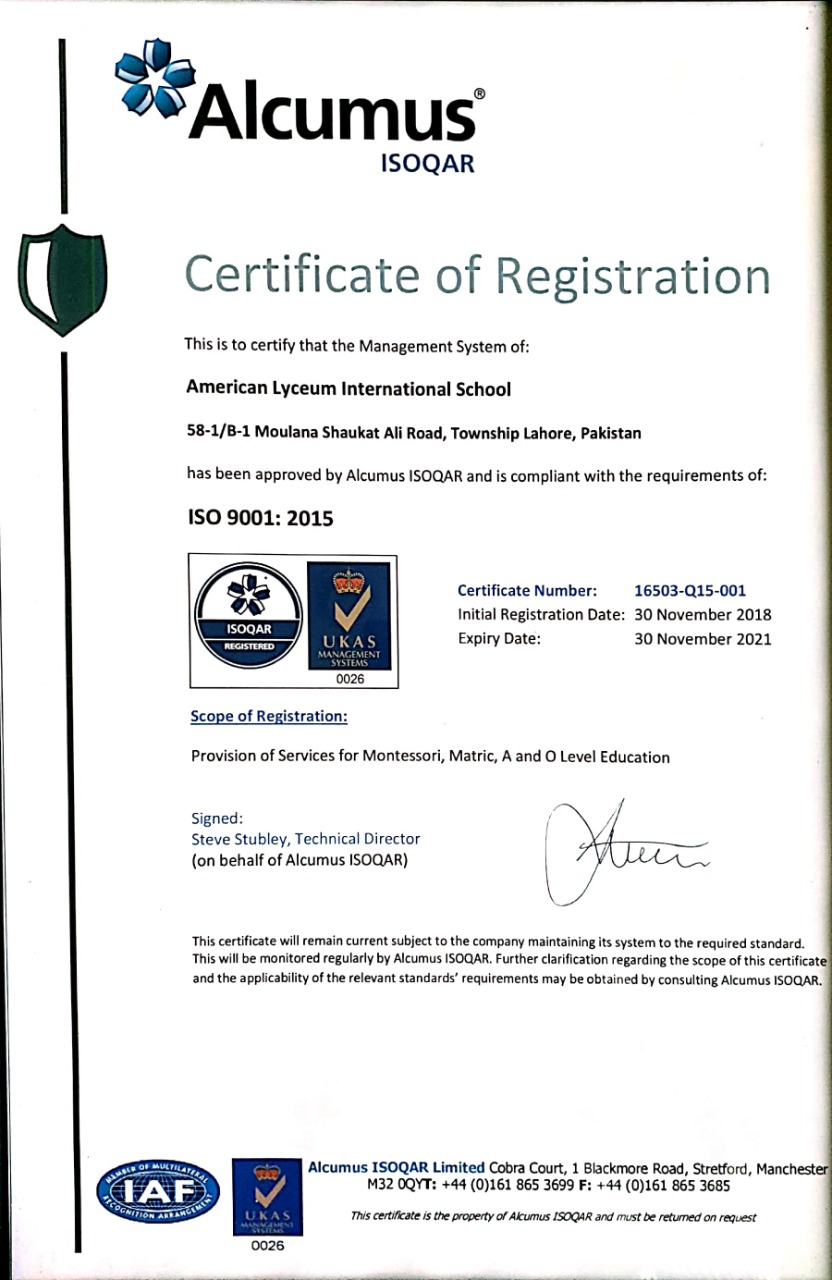 Alcumus®
ISOQAR
Certificate of Registration
This is to certify that the Management System of:
American Lyceum International School
58-1/B-1 Moulana Shaukat Ali Road, Township Lahore, Pakistan
has been approved by Alcumus ISOQAR and is compliant with the requirements of:
ISO 9001: 2015
ISOQAR
REGISTERED
UKAS
MANAGEMENT
SYSTEMS
0026
Certificate Number: 16503-Q15-001
Initial Registration Date: 30 November 2018
Expiry Date: 30 November 2021
Scope of Registration:
Provision of Services for Montessori, Matric, A and O Level Education
Signed:
Steve Stubley, Technical Director
(on behalf of Alcumus ISOQAR)
This certificate will remain current subject to the company maintaining its system to the required standard.
This will be monitored regularly by Alcumus ISOQAR. Further clarification regarding the scope of this certificate
and the applicability of the relevant standards' requirements may be obtained by consulting Alcumus ISOQAR.
MEMBER OF MULTILATERAL
IAF
RECOGNITION ARRANGEMENT
UKAS
MANAGEMENT
SYSTEMS
0026
Alcumus ISOQAR Limited Cobra Court, 1 Blackmore Road, Stretford, Manchester
M32 0QYT: +44 (0)161 865 3699 F: +44 (0)161 865 3685
This certificate is the property of Alcumus ISOQAR and must be returned on request